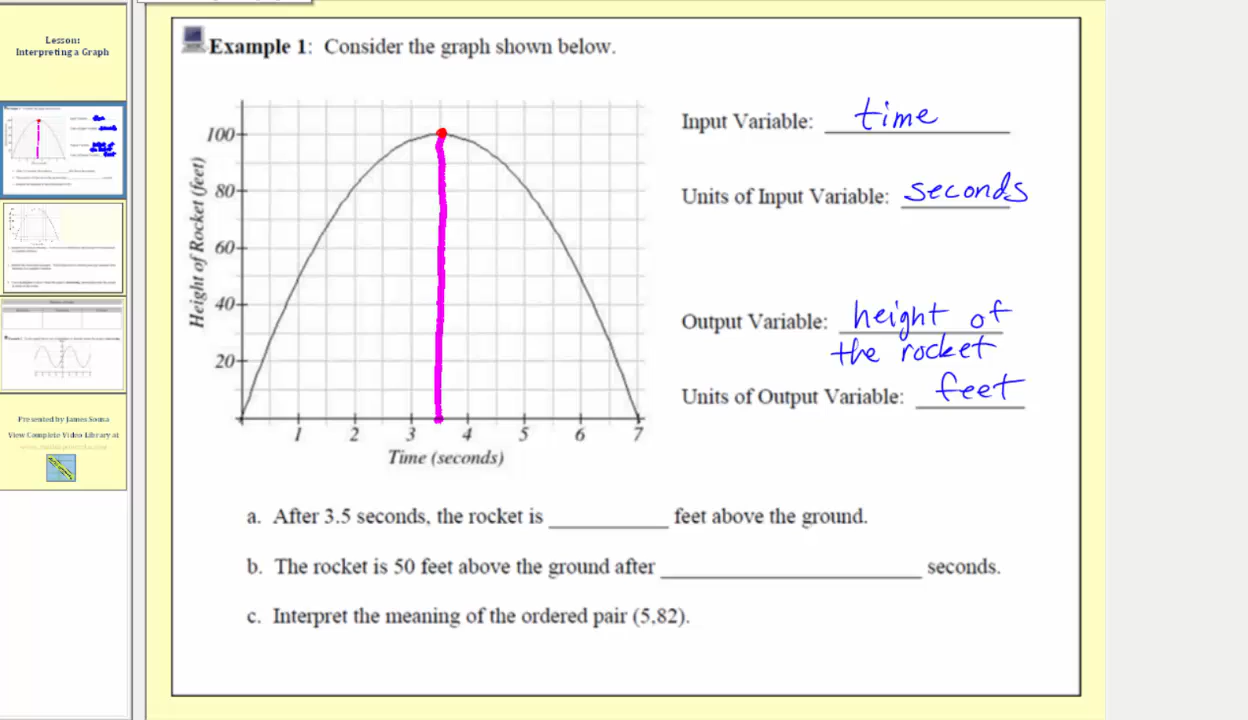 Lesson:
Interpreting a Graph
Presented by James Sousa
View Complete Video Library at
Example 1: Consider the graph shown below.
100
80
60
40
20
Height of Rocket (feet)
1 2 3 4 5 6 7
Time (seconds)
Input Variable: time
Units of Input Variable: seconds
Output Variable: height of
the rocket
Units of Output Variable: feet
a. After 3.5 seconds, the rocket is __________ feet above the ground.
b. The rocket is 50 feet above the ground after ______________________ seconds.
c. Interpret the meaning of the ordered pair (5,82).